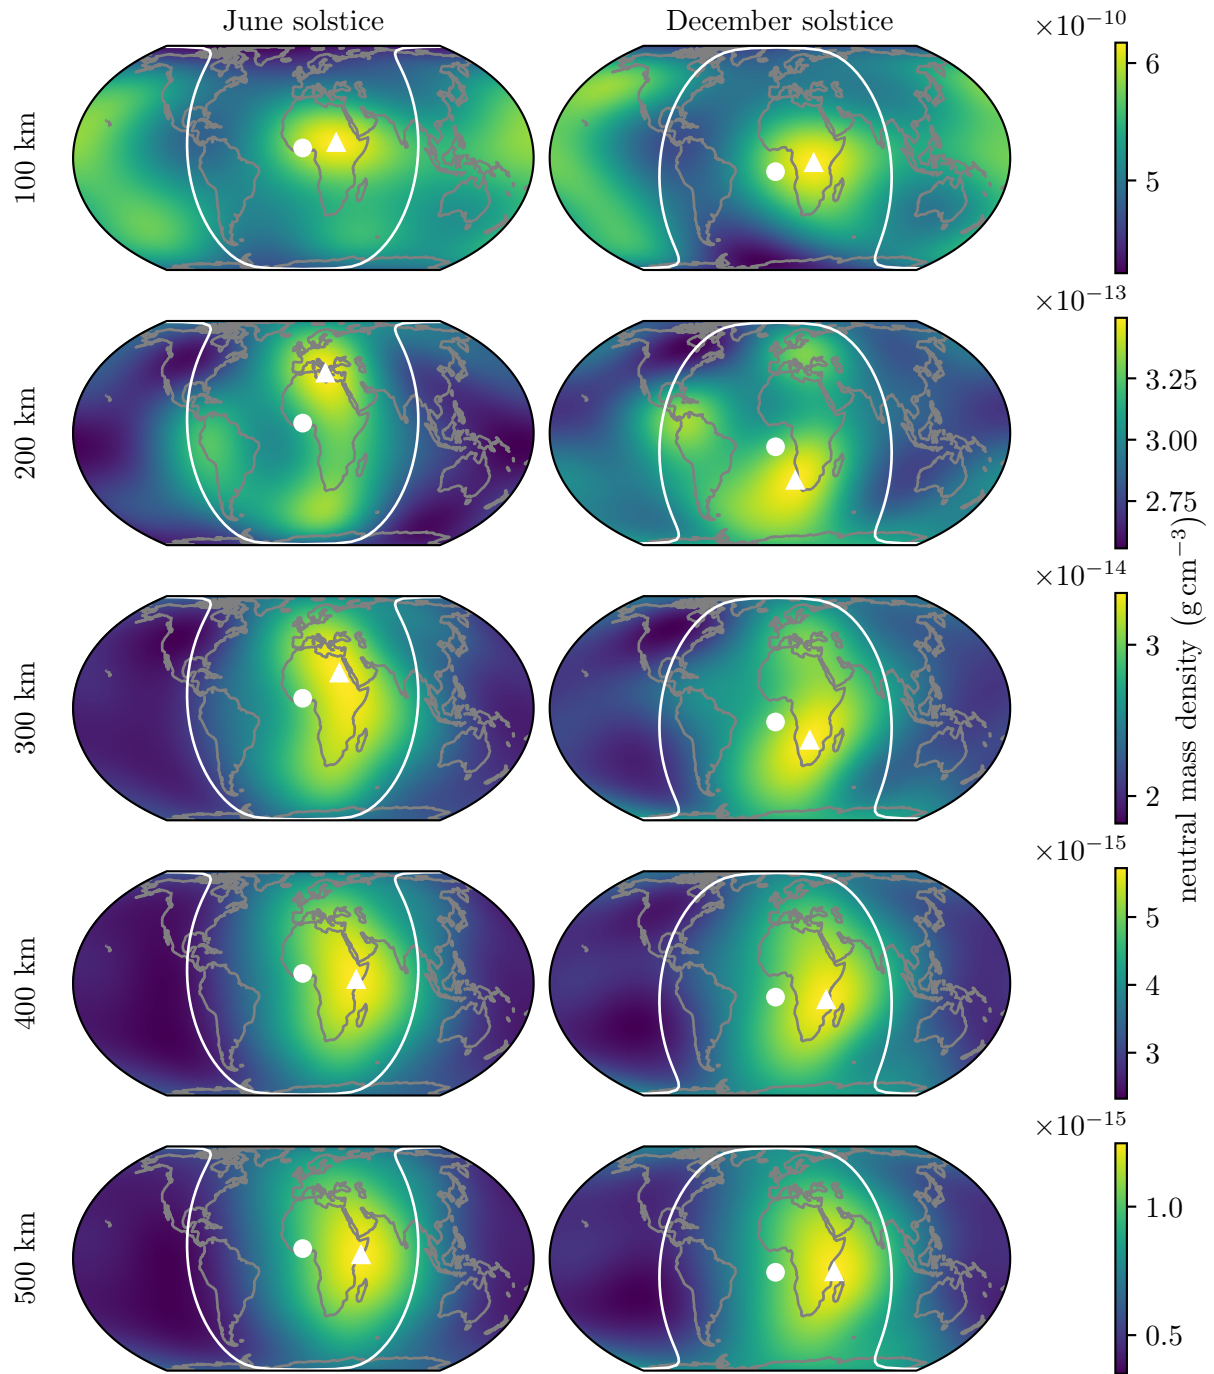 June solstice
December solstice
×10⁻¹⁰
100 km
6
5
×10⁻¹³
200 km
3.25
3.00
2.75
×10⁻¹⁴
300 km
3
2
neutral mass density (g cm⁻³)
×10⁻¹⁵
400 km
5
4
3
×10⁻¹⁵
500 km
1.0
0.5